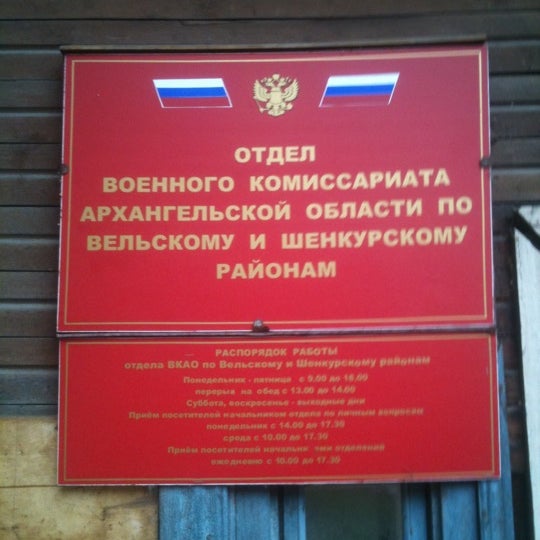 ОТДЕЛ
ВОЕННОГО КОМИССАРИАТА
АРХАНГЕЛЬСКОЙ ОБЛАСТИ ПО
ВЕЛЬСКОМУ И ШЕНКУРСКОМУ
РАЙОНАМ
РАСПОРЯДОК РАБОТЫ
отдела ВКАО по Вельскому и Шенкурскому районам
Понедельник - пятница с 9.00 до 18.00
перерыв на обед с 13.00 до 14.00
Суббота, воскресенье - выходные дни
Приём посетителей начальником отдела по личным вопросам
понедельник с 14.00 до 17.30
среда с 10.00 до 17.30
Приём посетителей начальник ами отделений
ежедневно с 10.00 до 17.30